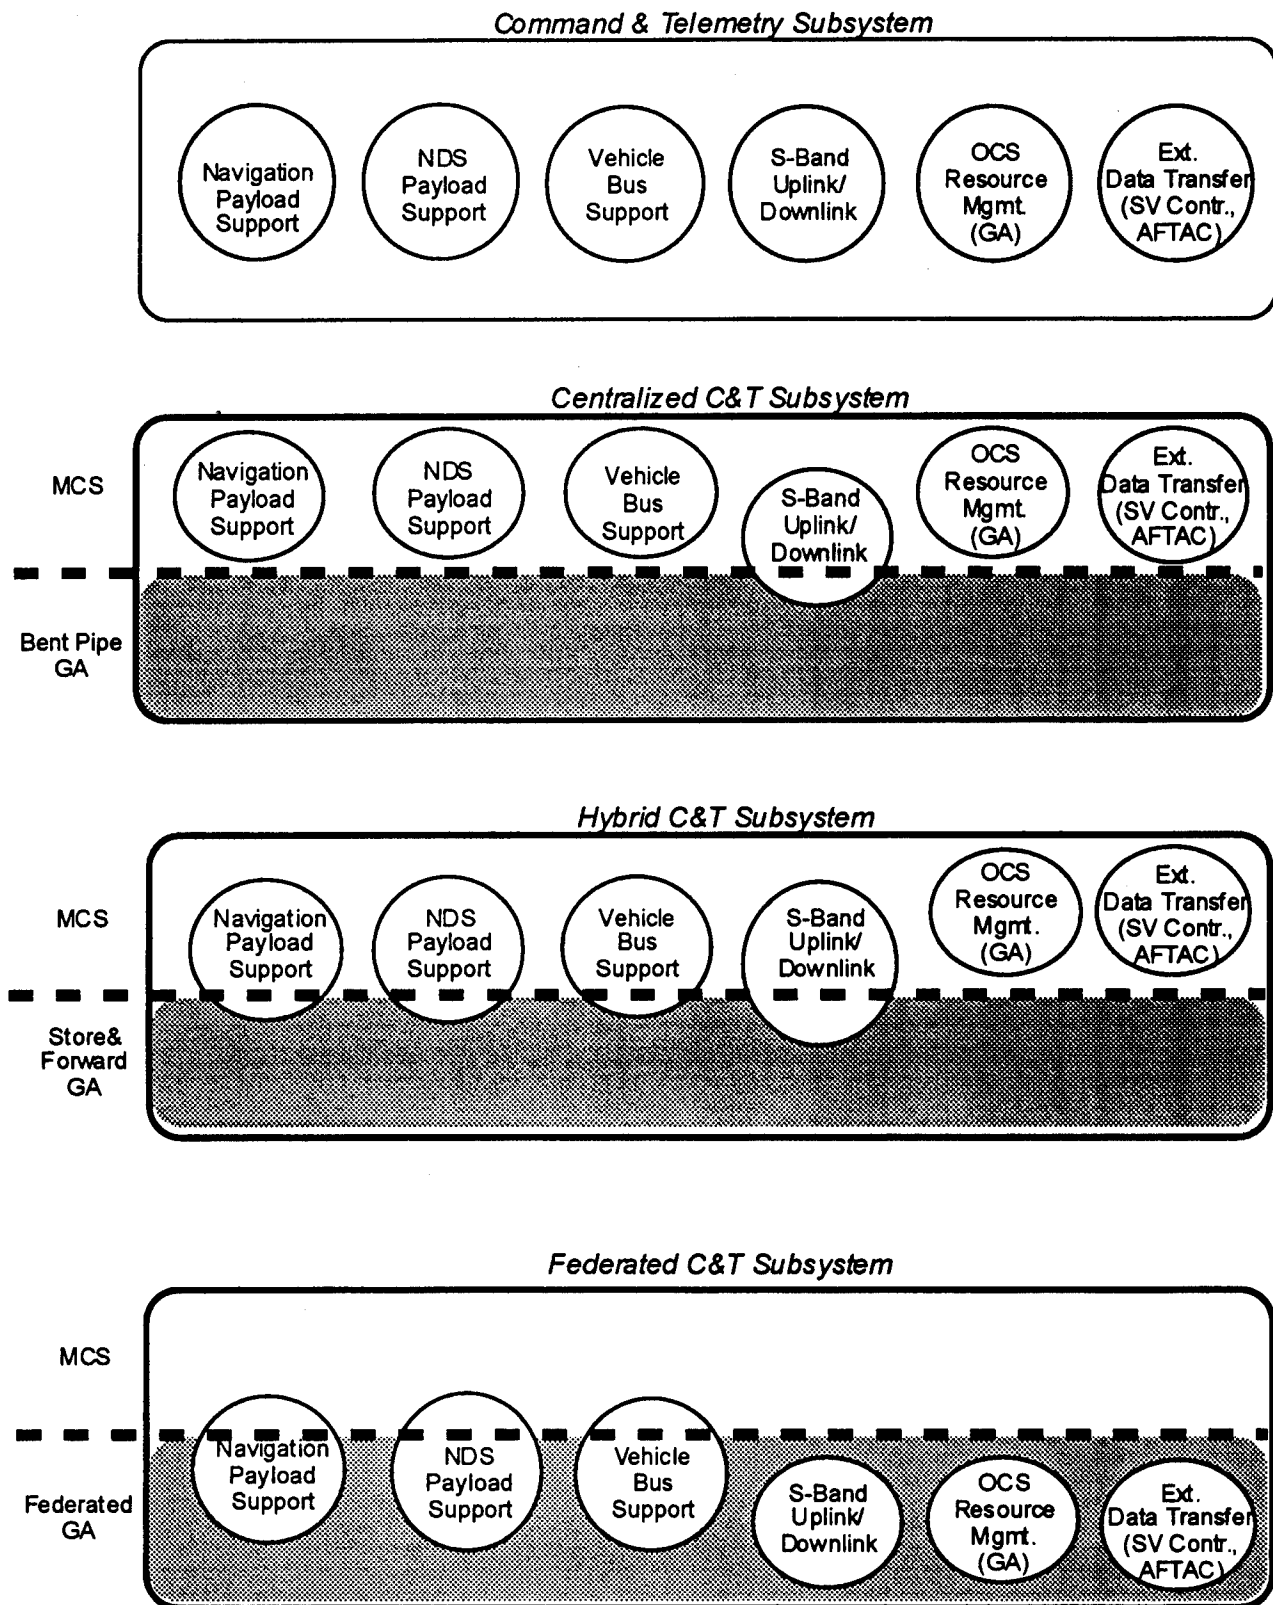 Command & Telemetry Subsystem
Navigation
Payload
Support
NDS
Payload
Support
Vehicle
Bus
Support
S-Band
Uplink/
Downlink
OCS
Resource
Mgmt.
(GA)
Ext.
Data Transfer
(SV Contr.,
AFTAC)
Centralized C&T Subsystem
MCS
Navigation
Payload
Support
NDS
Payload
Support
Vehicle
Bus
Support
S-Band
Uplink/
Downlink
OCS
Resource
Mgmt.
(GA)
Ext.
Data Transfer
(SV Contr.,
AFTAC)
Bent Pipe
GA
Hybrid C&T Subsystem
MCS
Navigation
Payload
Support
NDS
Payload
Support
Vehicle
Bus
Support
S-Band
Uplink/
Downlink
OCS
Resource
Mgmt.
(GA)
Ext.
Data Transfer
(SV Contr.,
AFTAC)
Store&
Forward
GA
Federated C&T Subsystem
MCS
Navigation
Payload
Support
NDS
Payload
Support
Vehicle
Bus
Support
S-Band
Uplink/
Downlink
OCS
Resource
Mgmt.
(GA)
Ext.
Data Transfer
(SV Contr.,
AFTAC)
Federated
GA